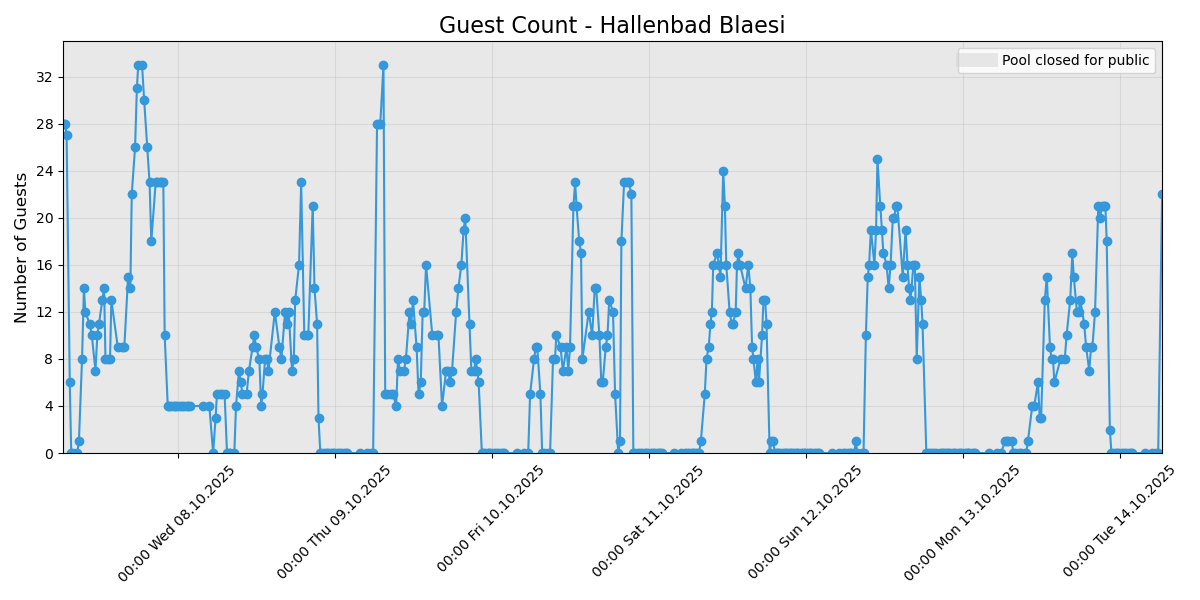 Guest Count - Hallenbad Blaesi
Pool closed for public
Number of Guests
32
28
24
20
16
12
8
4
0
00:00 Wed 08.10.2025
00:00 Thu 09.10.2025
00:00 Fri 10.10.2025
00:00 Sat 11.10.2025
00:00 Sun 12.10.2025
00:00 Mon 13.10.2025
00:00 Tue 14.10.2025